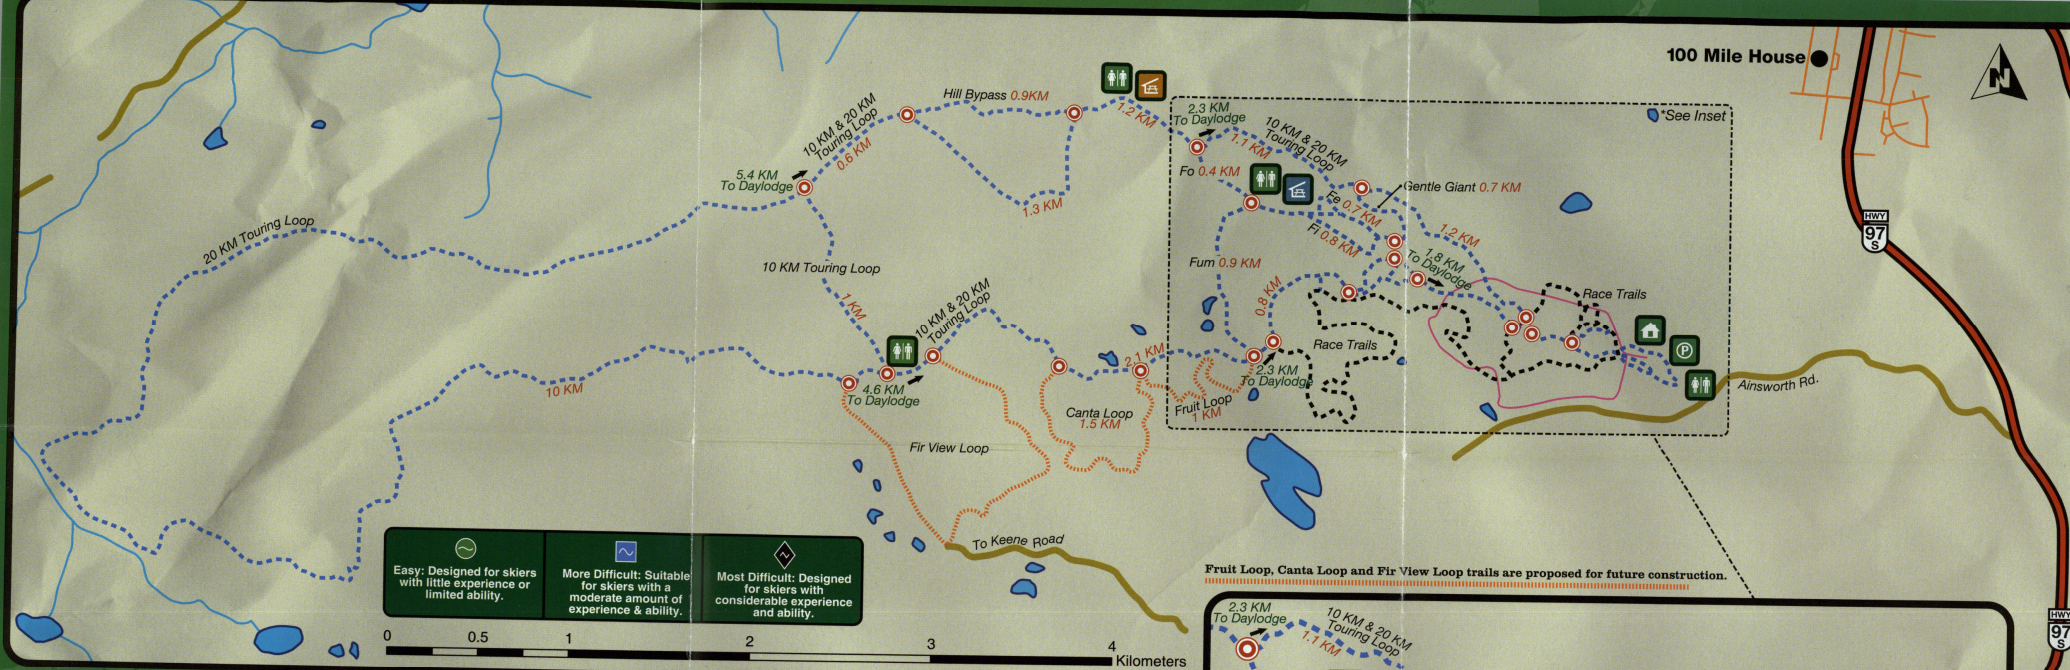 100 Mile House
N
*See Inset
HWY
97
S
Hill Bypass 0.9KM
1.2 KM
2.3 KM
To Daylodge
10 KM & 20 KM
Touring Loop
1.1 KM
10 KM & 20 KM
Touring Loop
0.6 KM
5.4 KM
To Daylodge
1.3 KM
Fo 0.4 KM
Gentle Giant 0.7 KM
Fe 0.7 KM
Fi 0.8 KM
1.2 KM
1.8 KM
To Daylodge
Fum 0.9 KM
0.8 KM
Race Trails
Race Trails
20 KM Touring Loop
10 KM Touring Loop
1 KM
10 KM & 20 KM
Touring Loop
2.1 KM
2.3 KM
To Daylodge
P
Ainsworth Rd.
10 KM
4.6 KM
To Daylodge
Fruit Loop
1 KM
Canta Loop
1.5 KM
Fir View Loop
To Keene Road
Easy: Designed for skiers
with little experience or
limited ability.
More Difficult: Suitable
for skiers with a
moderate amount of
experience & ability.
Most Difficult: Designed
for skiers with
considerable experience
and ability.
Fruit Loop, Canta Loop and Fir View Loop trails are proposed for future construction.
0 0.5 1 2 3 4
Kilometers
2.3 KM
To Daylodge
10 KM & 20 KM
Touring Loop
1.1 KM
HWY
97
S